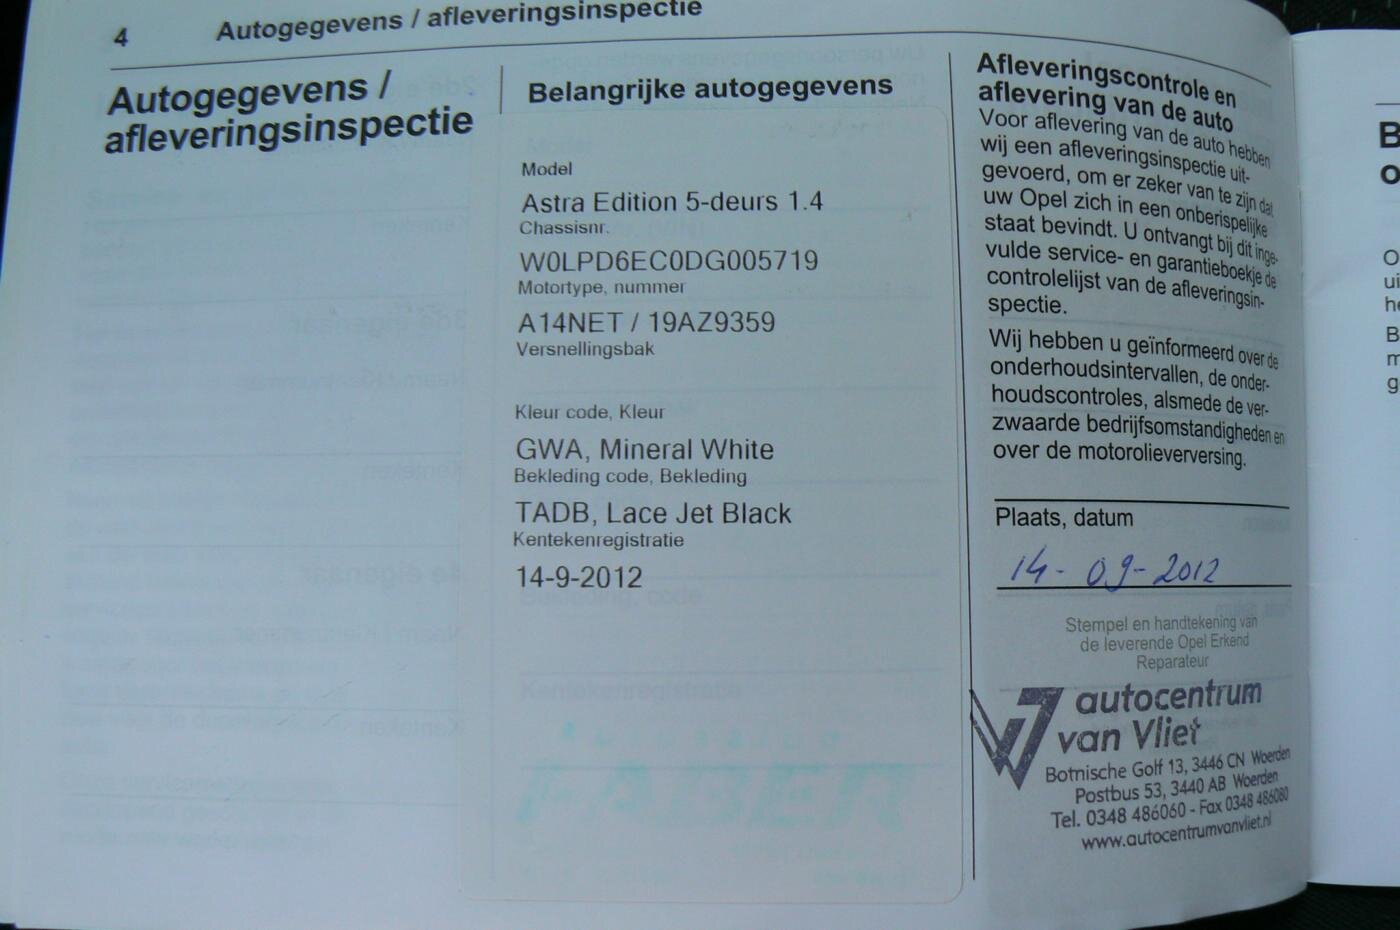 4 Autogegevens / afleveringsinspectie
Autogegevens /
afleveringsinspectie
Belangrijke autogegevens
Model
Astra Edition 5-deurs 1.4
Chassisnr.
W0LPD6EC0DG005719
Motortype, nummer
A14NET / 19AZ9359
Versnellingsbak
Kleur code, Kleur
GWA, Mineral White
Bekleding code, Bekleding
TADB, Lace Jet Black
Kentekenregistratie
14-9-2012
Bekleding, code
Kentekenregistratie
FABER
Afleveringscontrole en
aflevering van de auto
Voor aflevering van de auto hebben
wij een afleveringsinspectie uit-
gevoerd, om er zeker van te zijn dat
uw Opel zich in een onberispelijke
staat bevindt. U ontvangt bij dit inge-
vulde service- en garantieboekje de
controlelijst van de afleveringsin-
spectie.
Wij hebben u geïnformeerd over de
onderhoudsintervallen, de onder-
houdscontroles, alsmede de ver-
zwaarde bedrijfsomstandigheden en
over de motorolieverversing.
Plaats, datum
14-09-2012
Stempel en handtekening van
de leverende Opel Erkend
Reparateur
autocentrum
van Vliet
Botnische Golf 13, 3446 CN Woerden
Postbus 53, 3440 AB Woerden
Tel. 0348 486060 - Fax 0348 486080
www.autocentrumvanvliet.nl